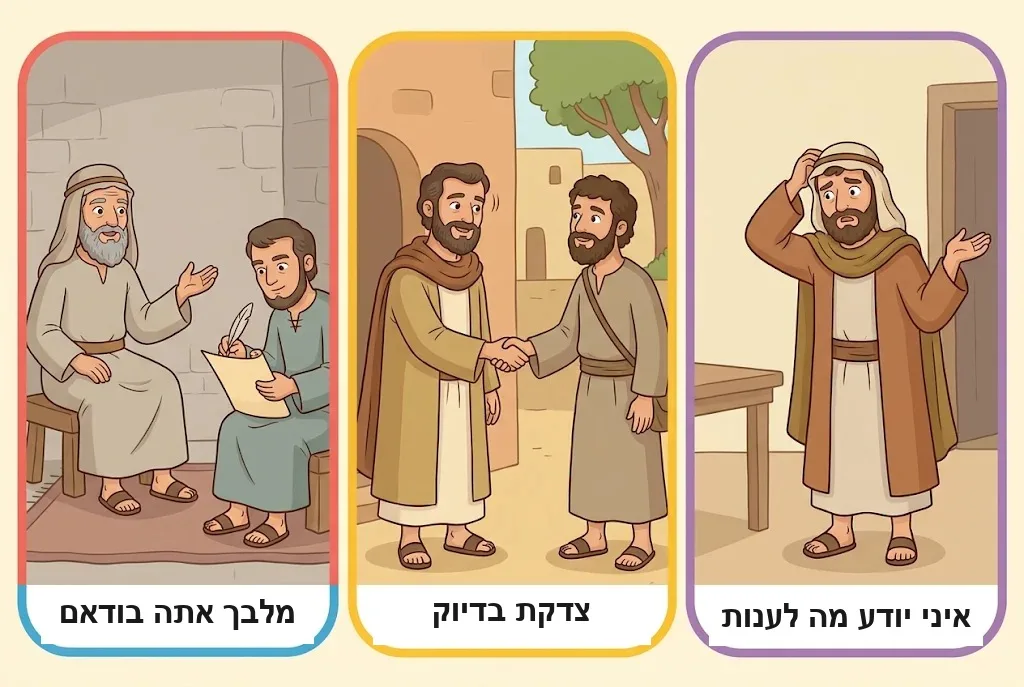 איני יודע מה לענות
צדקת בדיוק
מלבך אתה בודאם